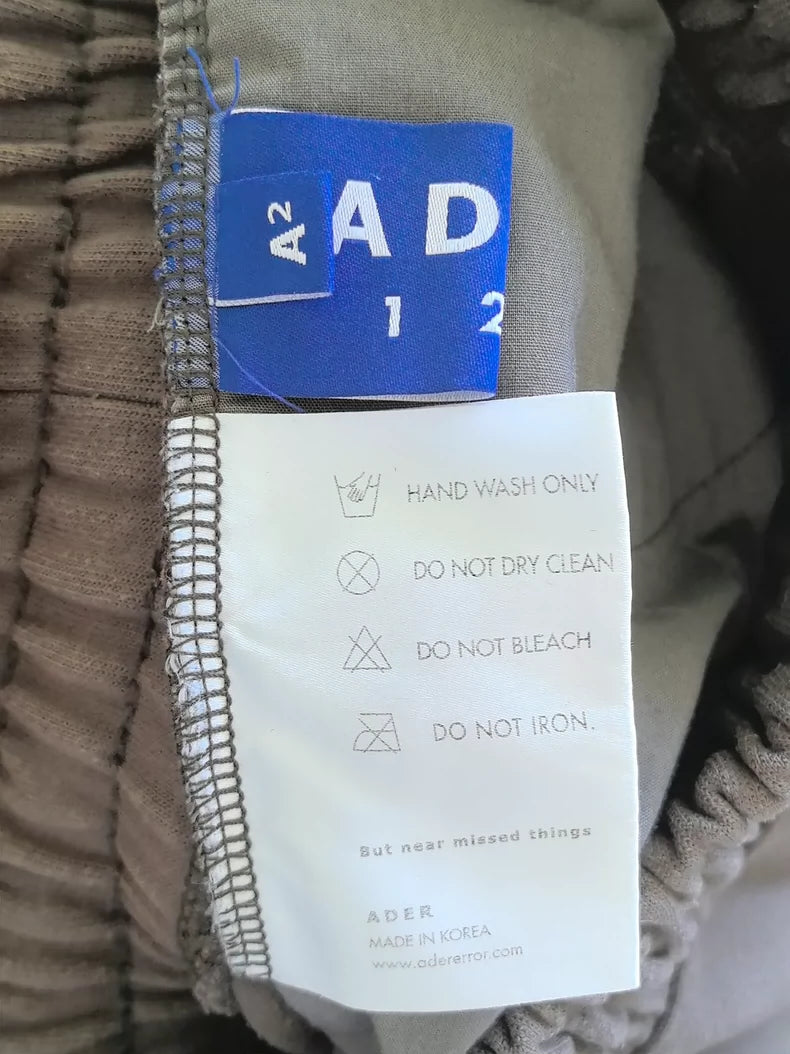 A²
AD
1 2
HAND WASH ONLY
DO NOT DRY CLEAN
DO NOT BLEACH
DO NOT IRON.
But near missed things
ADER
MADE IN KOREA
www.adererror.com